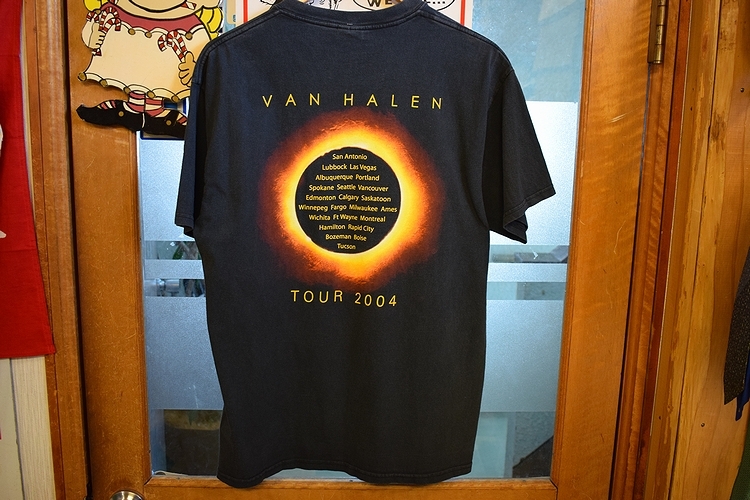 WE
VAN HALEN
San Antonio
Lubbock Las Vegas
Albuquerque Portland
Spokane Seattle Vancouver
Edmonton Calgary Saskatoon
Winnepeg Fargo Milwaukee Ames
Wichita Ft Wayne Montreal
Hamilton Rapid City
Bozeman Boise
Tucson
TOUR 2004